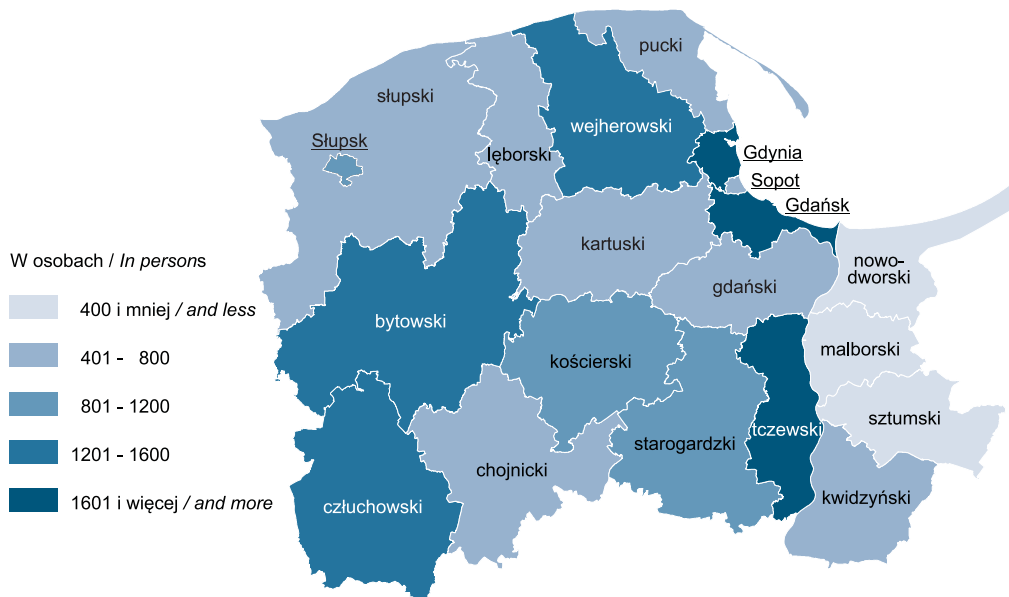 pucki
słupski
wejherowski
Słupsk
lęborski
Gdynia
Sopot
Gdańsk
kartuski
W osobach / In persons
nowo-
dworski
gdański
400 i mniej / and less
bytowski
malborski
401 - 800
kościerski
801 - 1200
sztumski
tczewski
starogardzki
1201 - 1600
chojnicki
kwidzyński
1601 i więcej / and more
człuchowski